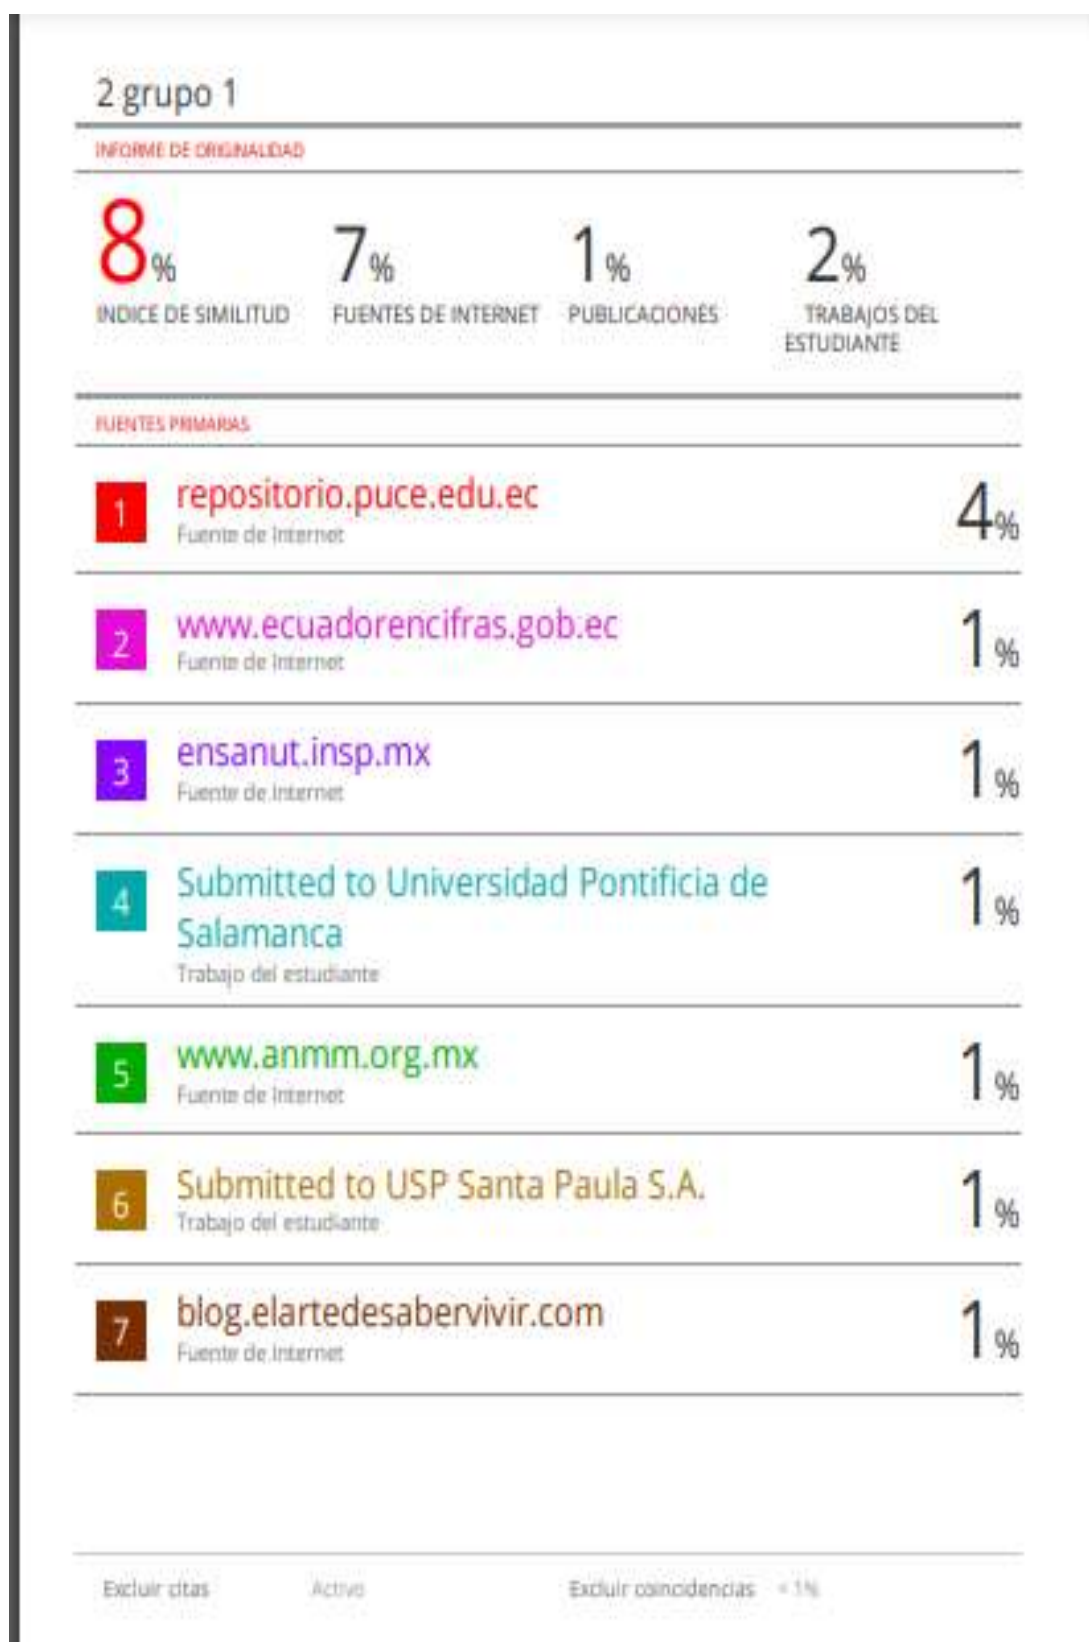 2 grupo 1
INFORME DE ORIGINALIDAD
8% 7% 1% 2%
INDICE DE SIMILITUD FUENTES DE INTERNET PUBLICACIONES TRABAJOS DEL
ESTUDIANTE
FUENTES PRIMARIAS
1 repositorio.puce.edu.ec 4%
Fuente de Internet
2 www.ecuadorencifras.gob.ec 1%
Fuente de Internet
3 ensanut.insp.mx 1%
Fuente de Internet
4 Submitted to Universidad Pontificia de 1%
Salamanca
Trabajo del estudiante
5 www.anmm.org.mx 1%
Fuente de Internet
6 Submitted to USP Santa Paula S.A. 1%
Trabajo del estudiante
7 blog.elartedesabervivir.com 1%
Fuente de Internet
Excluir citas Activo Excluir coincidencias < 1%